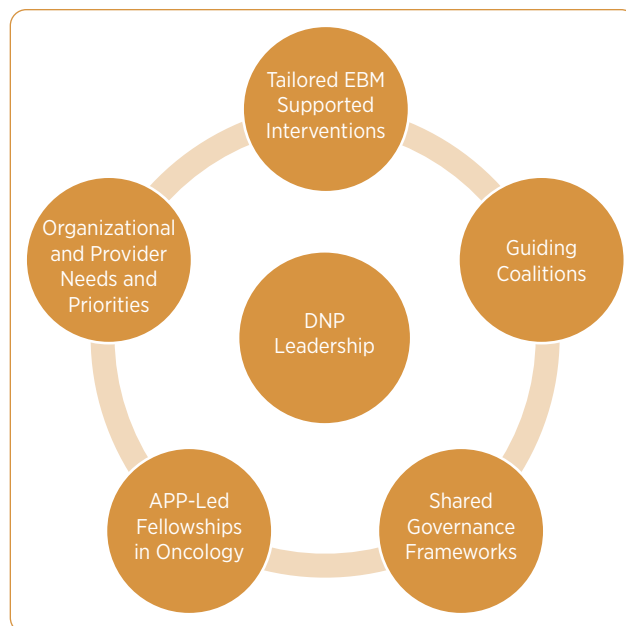 Tailored EBM
Supported
Interventions
Organizational
and Provider
Needs and
Priorities
Guiding
Coalitions
DNP
Leadership
APP-Led
Fellowships
in Oncology
Shared
Governance
Frameworks